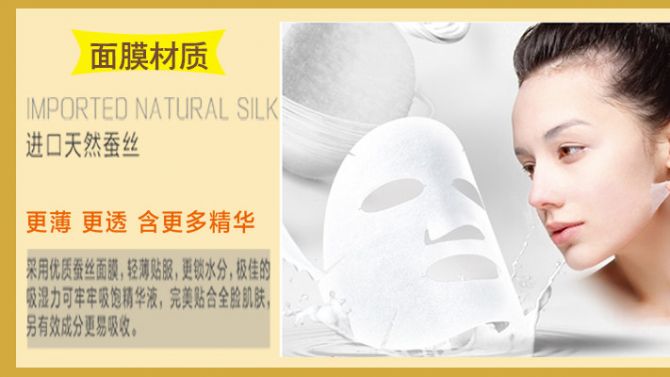 面膜材质
IMPORTED NATURAL SILK
进口天然蚕丝
更薄 更透 含更多精华
采用优质蚕丝面膜，轻薄贴服，更锁水分，极佳的
吸湿力可牢牢吸饱精华液，完美贴合全脸肌肤，
另有效成分更易吸收。